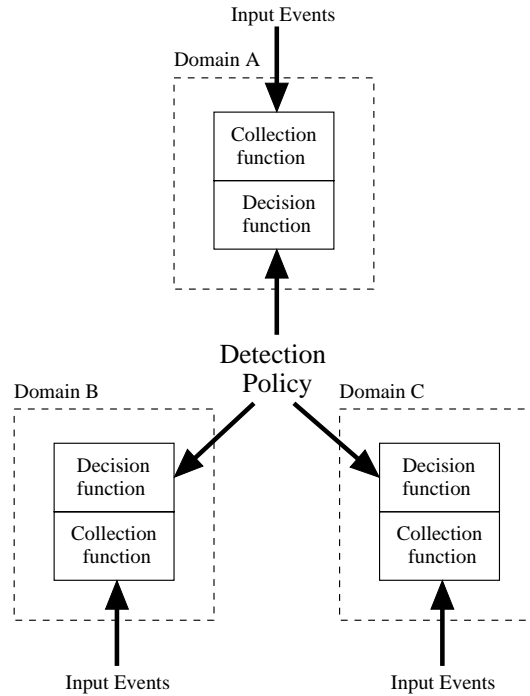 Input Events
Domain A
Collection
function
Decision
function
Detection
Policy
Domain B
Domain C
Decision
function
Collection
function
Decision
function
Collection
function
Input Events
Input Events